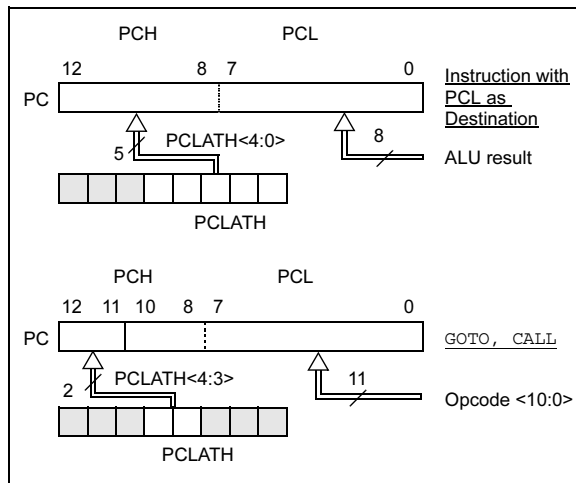 PCH PCL
12 8 7 0
PC
Instruction with
PCL as
Destination
5 PCLATH<4:0> 8
ALU result
PCLATH
PCH PCL
12 11 10 8 7 0
PC GOTO, CALL
2 PCLATH<4:3> 11
Opcode <10:0>
PCLATH